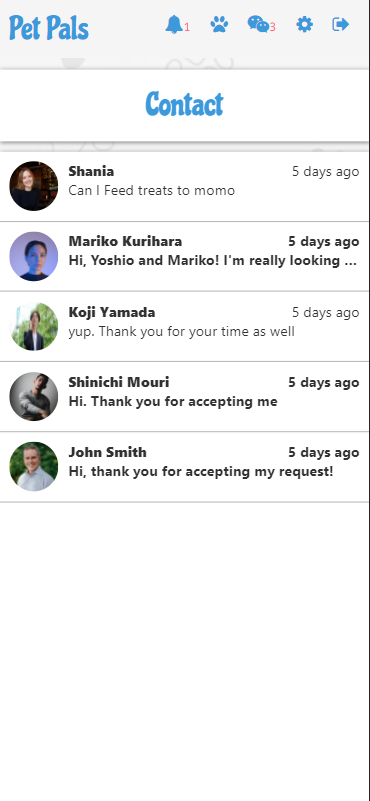 Pet Pals 1 3
Contact
Shania 5 days ago
Can I Feed treats to momo
Mariko Kurihara 5 days ago
Hi, Yoshio and Mariko! I'm really looking ...
Koji Yamada 5 days ago
yup. Thank you for your time as well
Shinichi Mouri 5 days ago
Hi. Thank you for accepting me
John Smith 5 days ago
Hi, thank you for accepting my request!